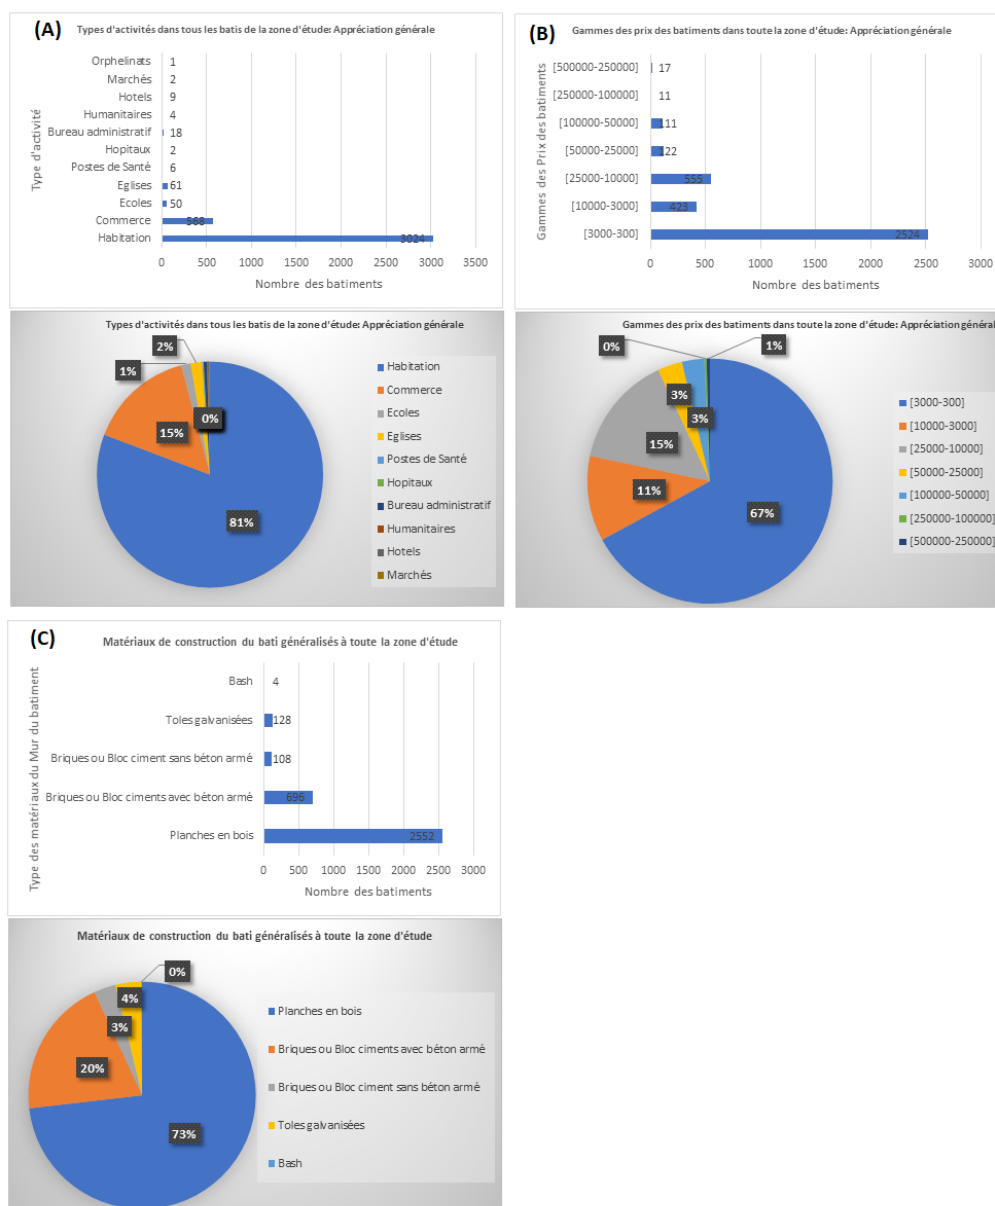 (A)
Types d'activités dans tous les batis de la zone d'étude: Appréciation générale
Type d'activité
Orphelinats 1
Marchés 2
Hotels 9
Humanitaires 4
Bureau administratif 18
Hopitaux 2
Postes de Santé 6
Eglises 61
Ecoles 50
Commerce 568
Habitation 3024
0 500 1000 1500 2000 2500 3000 3500
Nombre des batiments
(B)
Gammes des prix des batiments dans toute la zone d'étude: Appréciation générale
Gammes des Prix des batiments
[500000-250000] 17
[250000-100000] 11
[100000-50000] 111
[50000-25000] 122
[25000-10000] 555
[10000-3000] 423
[3000-300] 2524
0 500 1000 1500 2000 2500 3000
Nombre des batiments
Types d'activités dans tous les batis de la zone d'étude: Appréciation générale
2%
1%
0%
15%
81%
Habitation
Commerce
Ecoles
Eglises
Postes de Santé
Hopitaux
Bureau administratif
Humanitaires
Hotels
Marchés
Gammes des prix des batiments dans toute la zone d'étude: Appréciation général
0%
1%
3%
3%
15%
11%
67%
[3000-300]
[10000-3000]
[25000-10000]
[50000-25000]
[100000-50000]
[250000-100000]
[500000-250000]
(C)
Matériaux de construction du bati généralisés à toute la zone d'étude
Type des matériaux du Mur du batiment
Bash 4
Toles galvanisées 128
Briques ou Bloc ciment sans béton armé 108
Briques ou Bloc ciments avec béton armé 696
Planches en bois 2552
0 500 1000 1500 2000 2500 3000
Nombre des batiments
Matériaux de construction du bati généralisés à toute la zone d'étude
0%
4%
3%
20%
73%
Planches en bois
Briques ou Bloc ciments avec béton armé
Briques ou Bloc ciment sans béton armé
Toles galvanisées
Bash